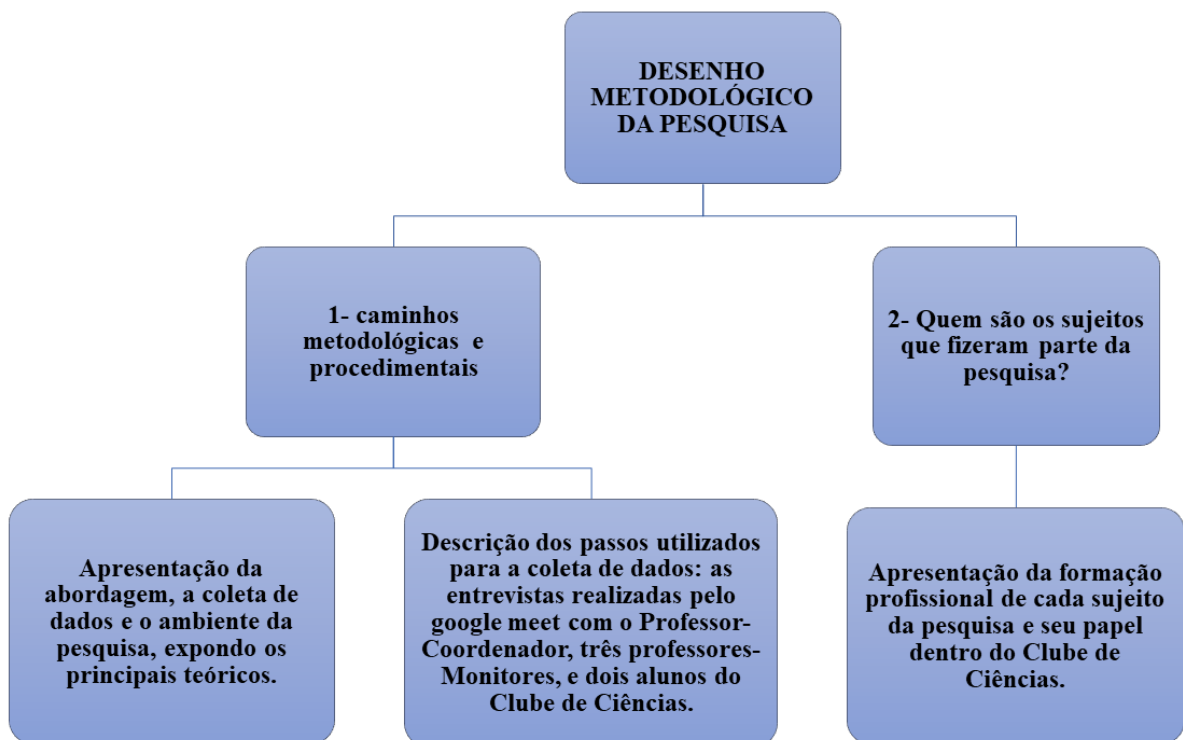 DESENHO
METODOLÓGICO
DA PESQUISA
1- caminhos
metodológicas e
procedimentais
2- Quem são os sujeitos
que fizeram parte da
pesquisa?
Apresentação da
abordagem, a coleta de
dados e o ambiente da
pesquisa, expondo os
principais teóricos.
Descrição dos passos utilizados
para a coleta de dados: as
entrevistas realizadas pelo
google meet com o Professor-
Coordenador, três professores-
Monitores, e dois alunos do
Clube de Ciências.
Apresentação da formação
profissional de cada sujeito
da pesquisa e seu papel
dentro do Clube de
Ciências.